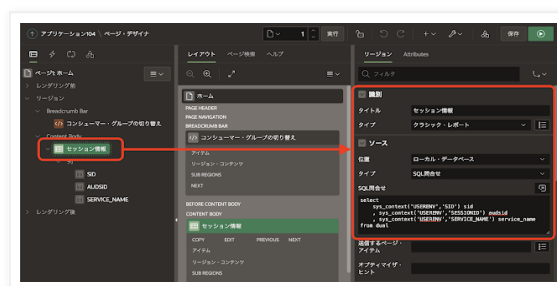 アプリケーション104 \ ページ・デザイナ
1
実行
保存
レイアウト
ページ検索
ヘルプ
リージョン
Attributes
ページ1: ホーム
レンダリング前
リージョン
Breadcrumb Bar
コンシューマー・グループの切り替え
Content Body
セッション情報
列
SID
AUDSID
SERVICE_NAME
レンダリング後
ホーム
PAGE HEADER
PAGE NAVIGATION
BREADCRUMB BAR
コンシューマー・グループの切り替え
アイテム
リージョン・コンテンツ
SUB REGIONS
NEXT
BEFORE CONTENT BODY
CONTENT BODY
セッション情報
COPY
EDIT
PREVIOUS
NEXT
アイテム
リージョン・コンテンツ
SUB REGIONS
フィルタ
識別
タイトル
セッション情報
タイプ
クラシック・レポート
ソース
位置
ローカル・データベース
タイプ
SQL問合せ
SQL問合せ
select
sys_context('USERENV','SID') sid
, sys_context('USERENV','SESSIONID') audsid
, sys_context('USERENV','SERVICE_NAME') service_name
from dual
送信するページ・
アイテム
オプティマイザ・
ヒント